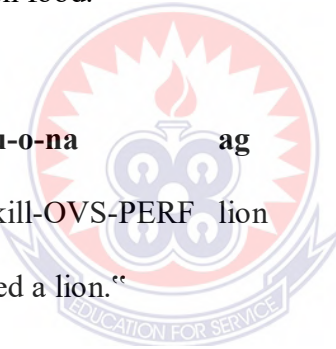 food.
u-o-na ag
kill-OVS-PERF lion
ed a lion.“
EDUCATION FOR SERVICE